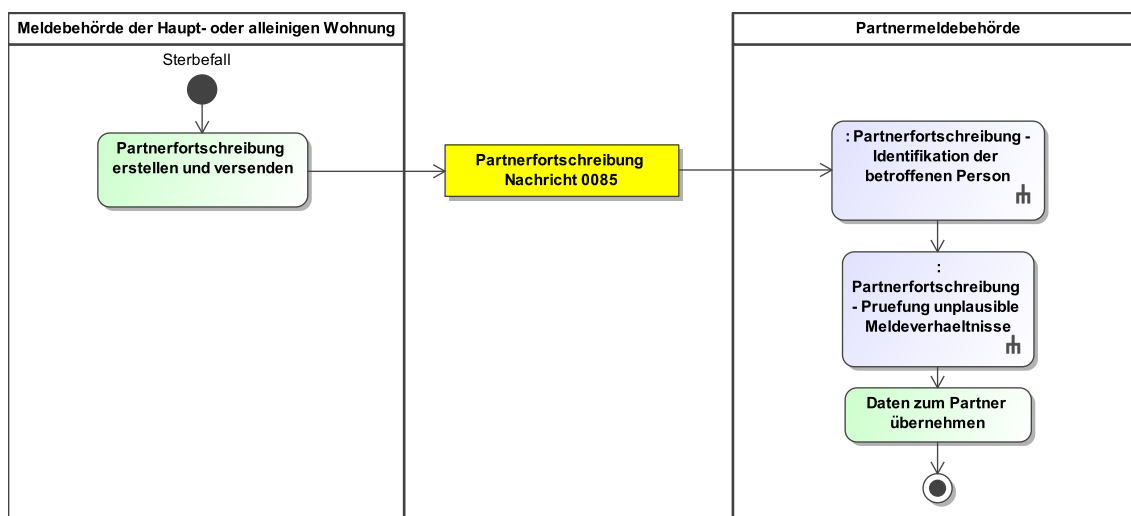 Meldebehörde der Haupt- oder alleinigen Wohnung
Sterbefall
Partnerfortschreibung
erstellen und versenden
Partnerfortschreibung
Nachricht 0085
Partnermeldebehörde
: Partnerfortschreibung -
Identifikation der
betroffenen Person
:
Partnerfortschreibung
- Pruefung unplausible
Meldeverhaeltnisse
Daten zum Partner
übernehmen